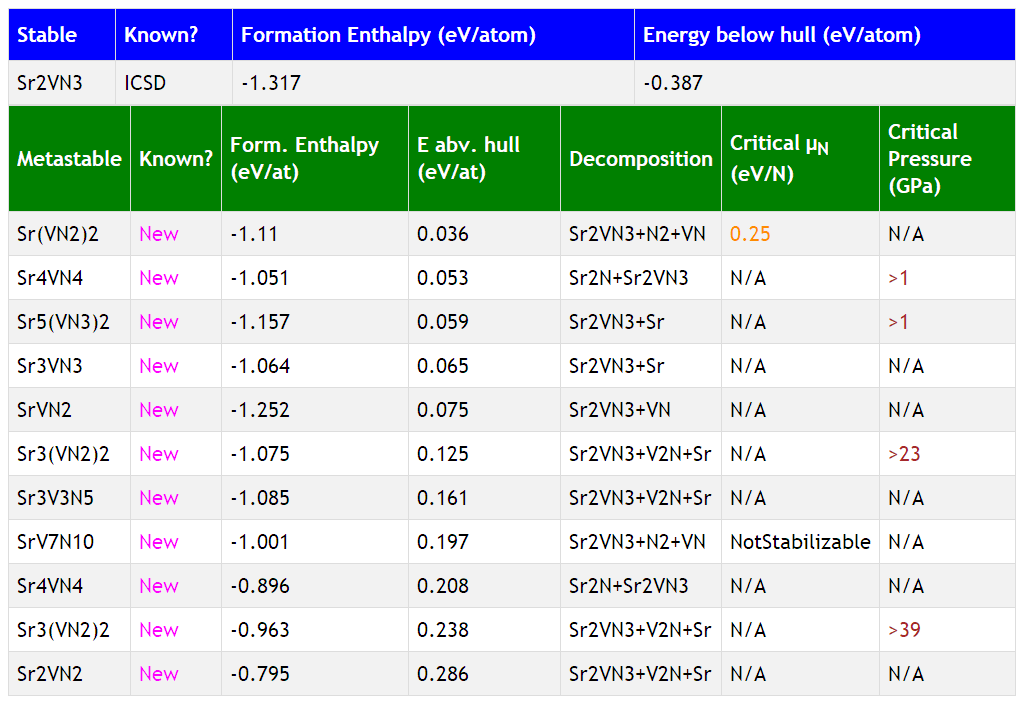 Stable Known? Formation Enthalpy (eV/atom) Energy below hull (eV/atom)
Sr2VN3 ICSD -1.317 -0.387
Metastable Known? Form. Enthalpy (eV/at) E abv. hull (eV/at) Decomposition Critical μN (eV/N) Critical Pressure (GPa)
Sr(VN2)2 New -1.11 0.036 Sr2VN3+N2+VN 0.25 N/A
Sr4VN4 New -1.051 0.053 Sr2N+Sr2VN3 N/A >1
Sr5(VN3)2 New -1.157 0.059 Sr2VN3+Sr N/A >1
Sr3VN3 New -1.064 0.065 Sr2VN3+Sr N/A N/A
SrVN2 New -1.252 0.075 Sr2VN3+VN N/A N/A
Sr3(VN2)2 New -1.075 0.125 Sr2VN3+V2N+Sr N/A >23
Sr3V3N5 New -1.085 0.161 Sr2VN3+V2N+Sr N/A N/A
SrV7N10 New -1.001 0.197 Sr2VN3+N2+VN NotStabilizable N/A
Sr4VN4 New -0.896 0.208 Sr2N+Sr2VN3 N/A N/A
Sr3(VN2)2 New -0.963 0.238 Sr2VN3+V2N+Sr N/A >39
Sr2VN2 New -0.795 0.286 Sr2VN3+V2N+Sr N/A N/A